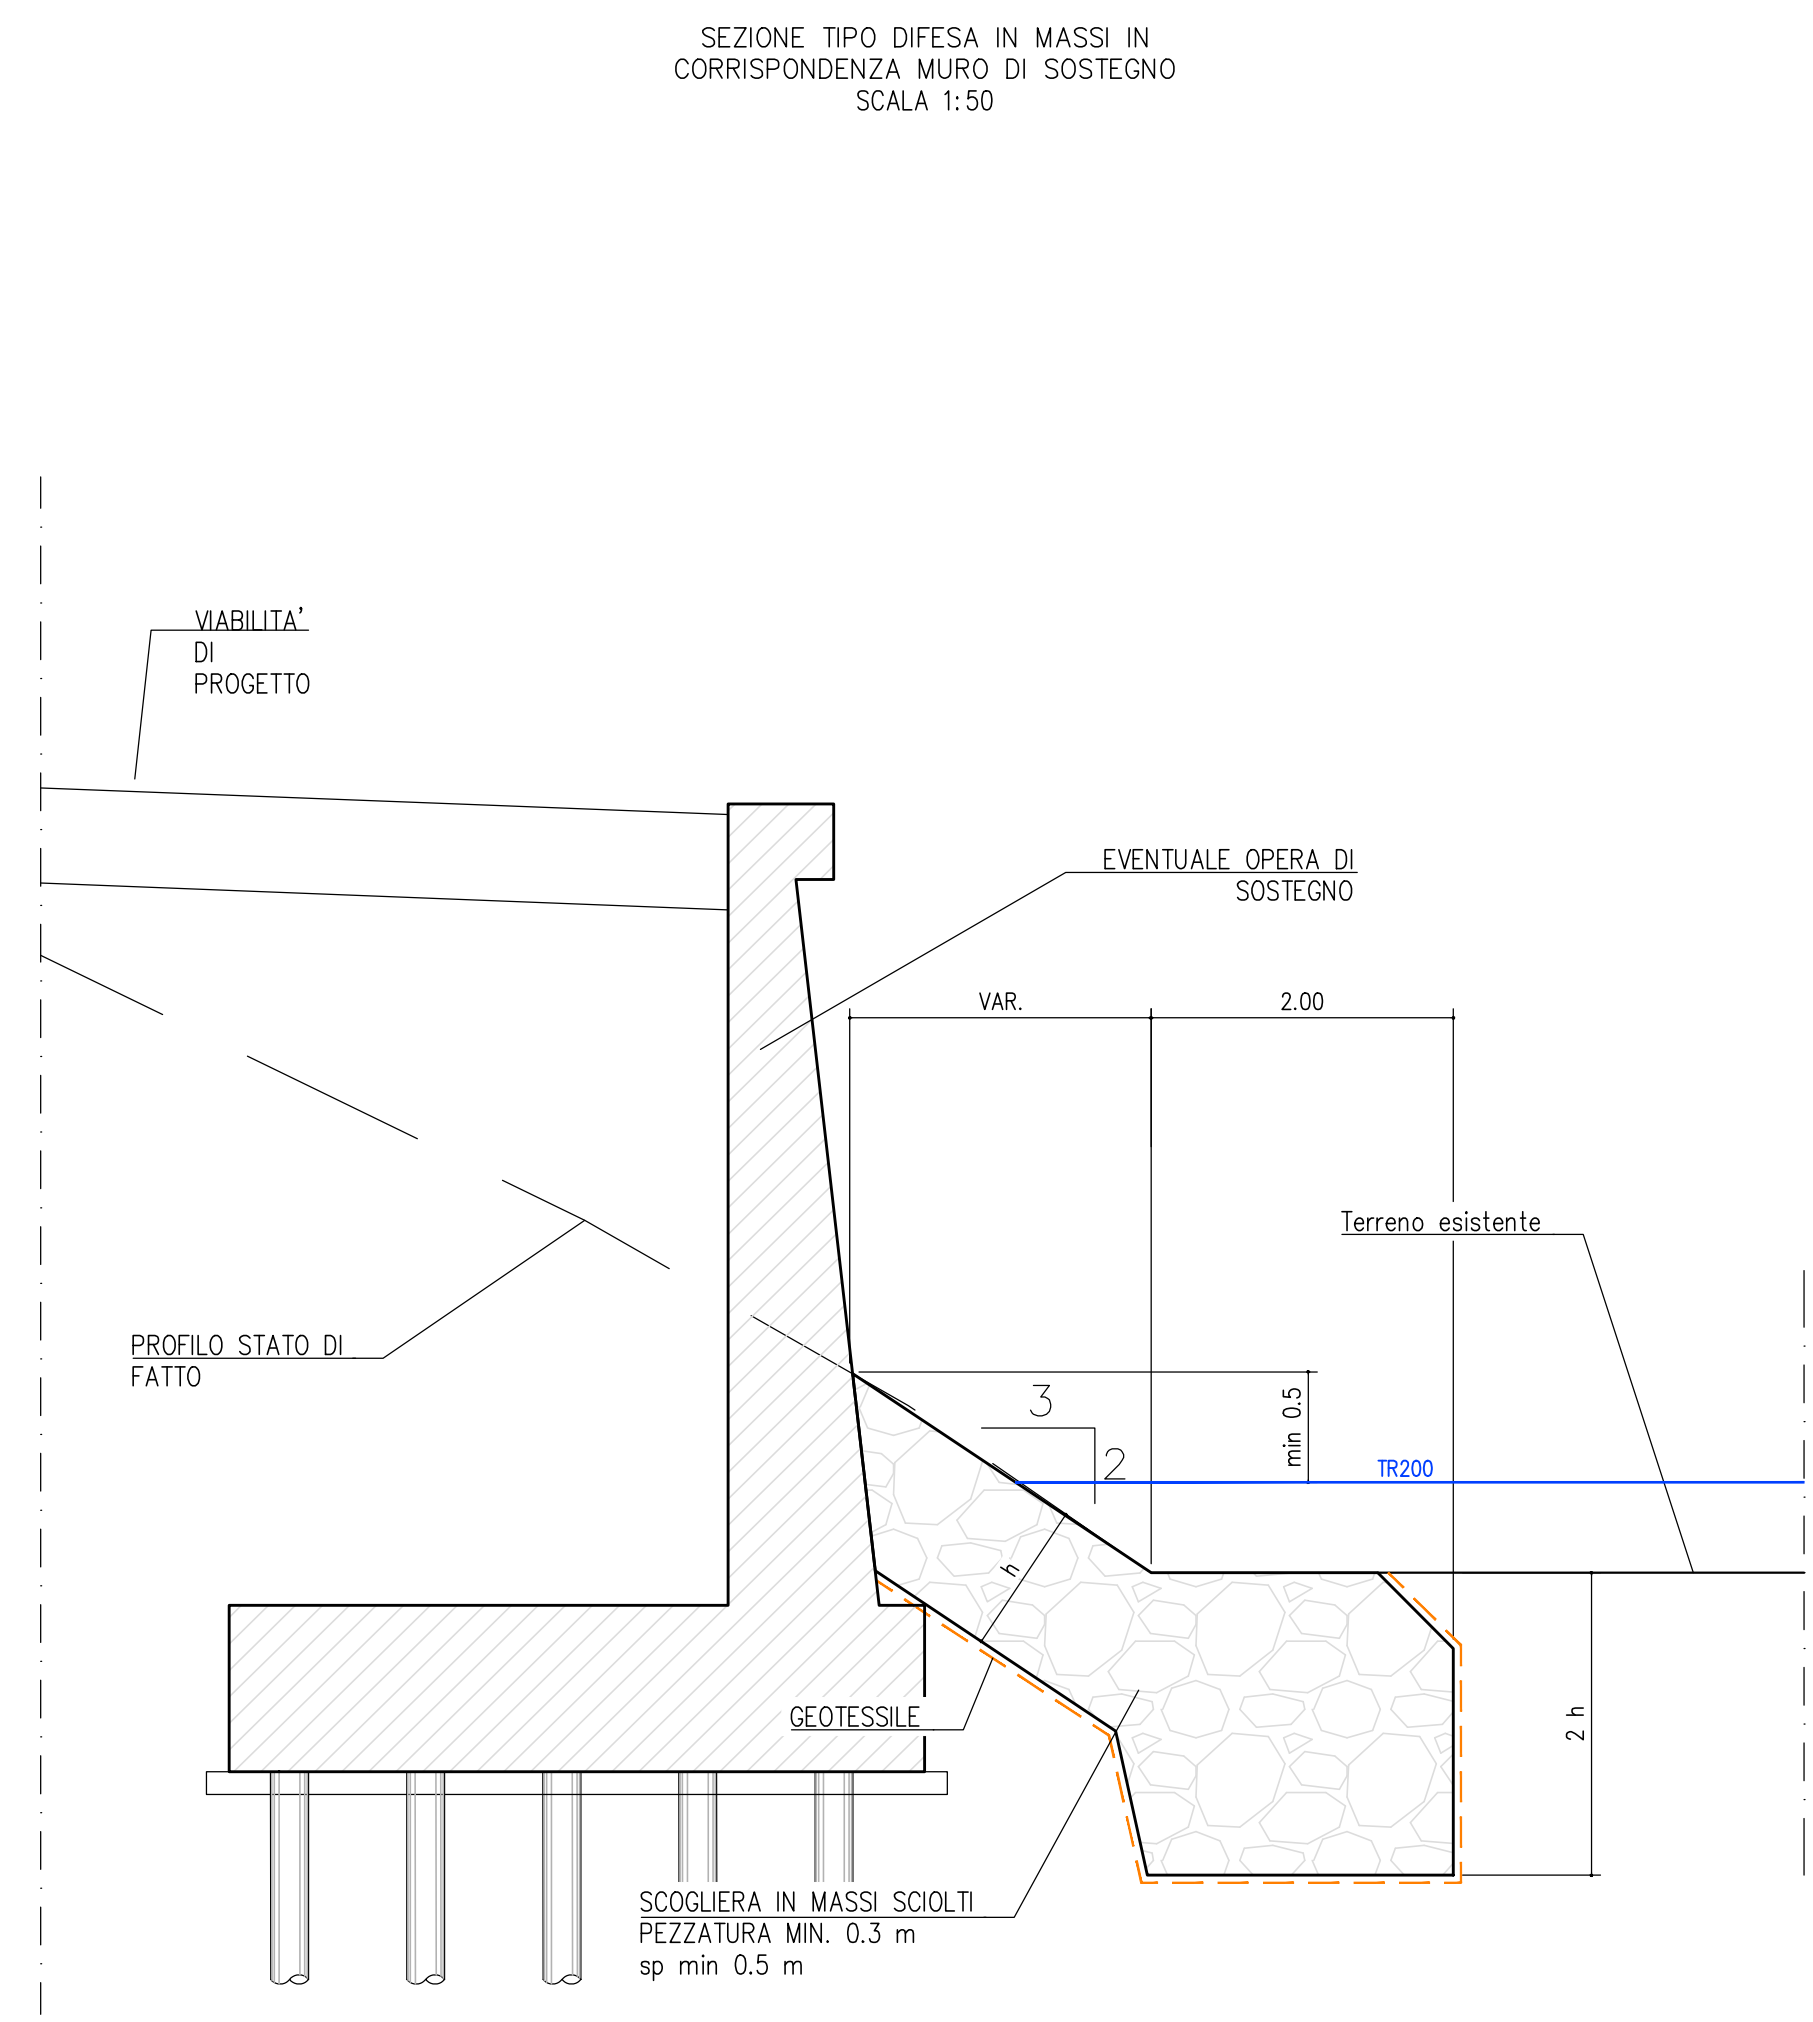 SEZIONE TIPO DIFESA IN MASSI IN
CORRISPONDENZA MURO DI SOSTEGNO
SCALA 1:50
VIABILITA'
DI
PROGETTO
EVENTUALE OPERA DI
SOSTEGNO
VAR.
2.00
Terreno esistente
PROFILO STATO DI
FATTO
3
2
min 0.5
TR200
h
GEOTESSILE
2 h
SCOGLIERA IN MASSI SCIOLTI
PEZZATURA MIN. 0.3 m
sp min 0.5 m